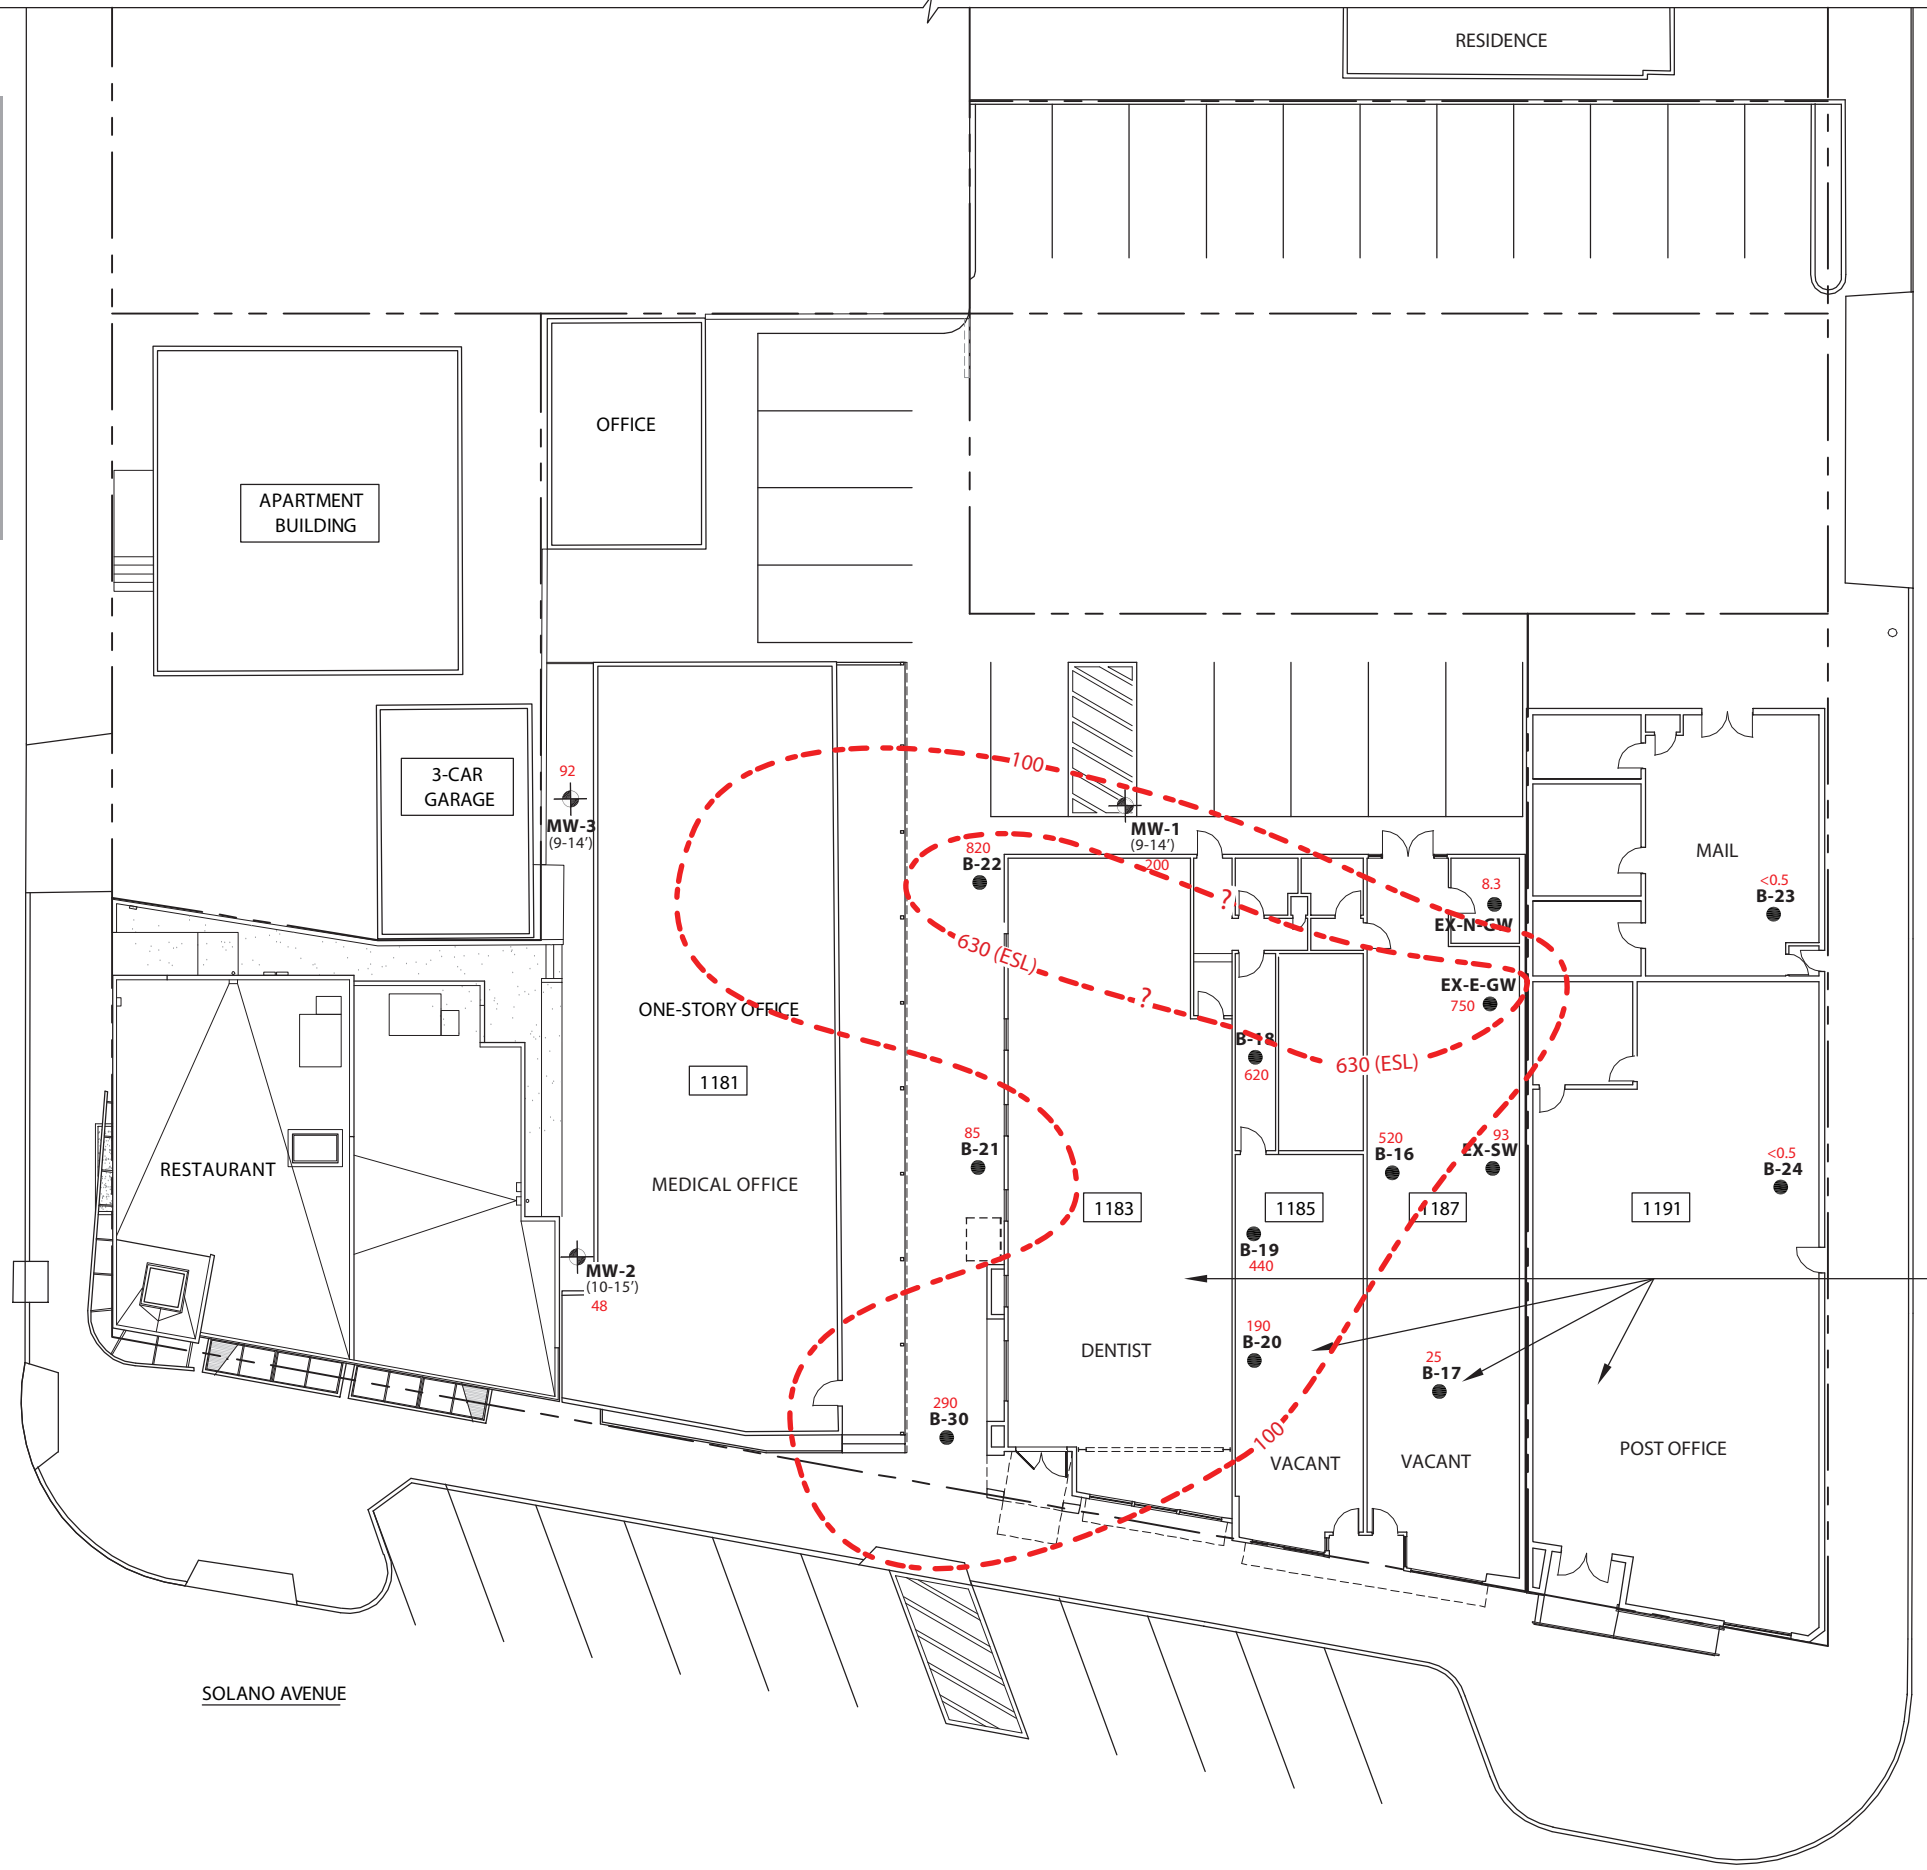 RESIDENCE
OFFICE
APARTMENT
BUILDING
3-CAR
GARAGE
92
MW-3
(9-14')
100
MW-1
(9-14')
200
820
B-22
630 (ESL)
?
?
8.3
EX-N-GW
EX-E-GW
750
MAIL
<0.5
B-23
ONE-STORY OFFICE
1181
MEDICAL OFFICE
B-18
620
630 (ESL)
RESTAURANT
85
B-21
520
B-16
93
EX-SW
<0.5
B-24
1183
1185
1187
1191
B-19
440
MW-2
(10-15')
48
190
B-20
DENTIST
25
B-17
290
B-30
100
VACANT
VACANT
POST OFFICE
SOLANO AVENUE